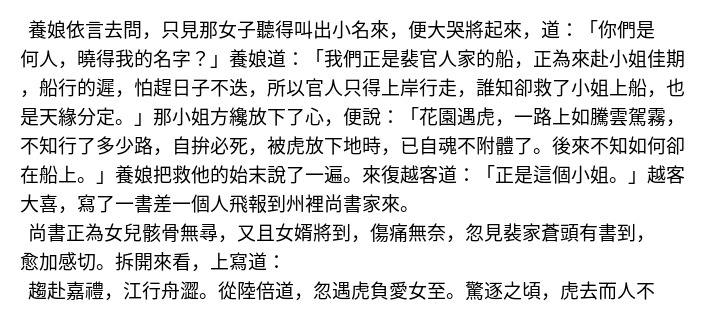 養娘依言去問，只見那女子聽得叫出小名來，便大哭將起來，道：「你們是
何人，曉得我的名字？」養娘道：「我們正是裴官人家的船，正為來赴小姐佳期
，船行的遲，怕趕日子不迭，所以官人只得上岸行走，誰知卻救了小姐上船，也
是天緣分定。」那小姐方纔放下了心，便說：「花園遇虎，一路上如騰雲駕霧，
不知行了多少路，自拚必死，被虎放下地時，已自魂不附體了。後來不知如何卻
在船上。」養娘把救他的始末說了一遍。來復越客道：「正是這個小姐。」越客
大喜，寫了一書差一個人飛報到州裡尚書家來。
尚書正為女兒骸骨無尋，又且女婿將到，傷痛無奈，忽見裴家蒼頭有書到，
愈加感切。拆開來看，上寫道：
趨赴嘉禮，江行舟澀。從陸倍道，忽遇虎負愛女至。驚逐之頃，虎去而人不